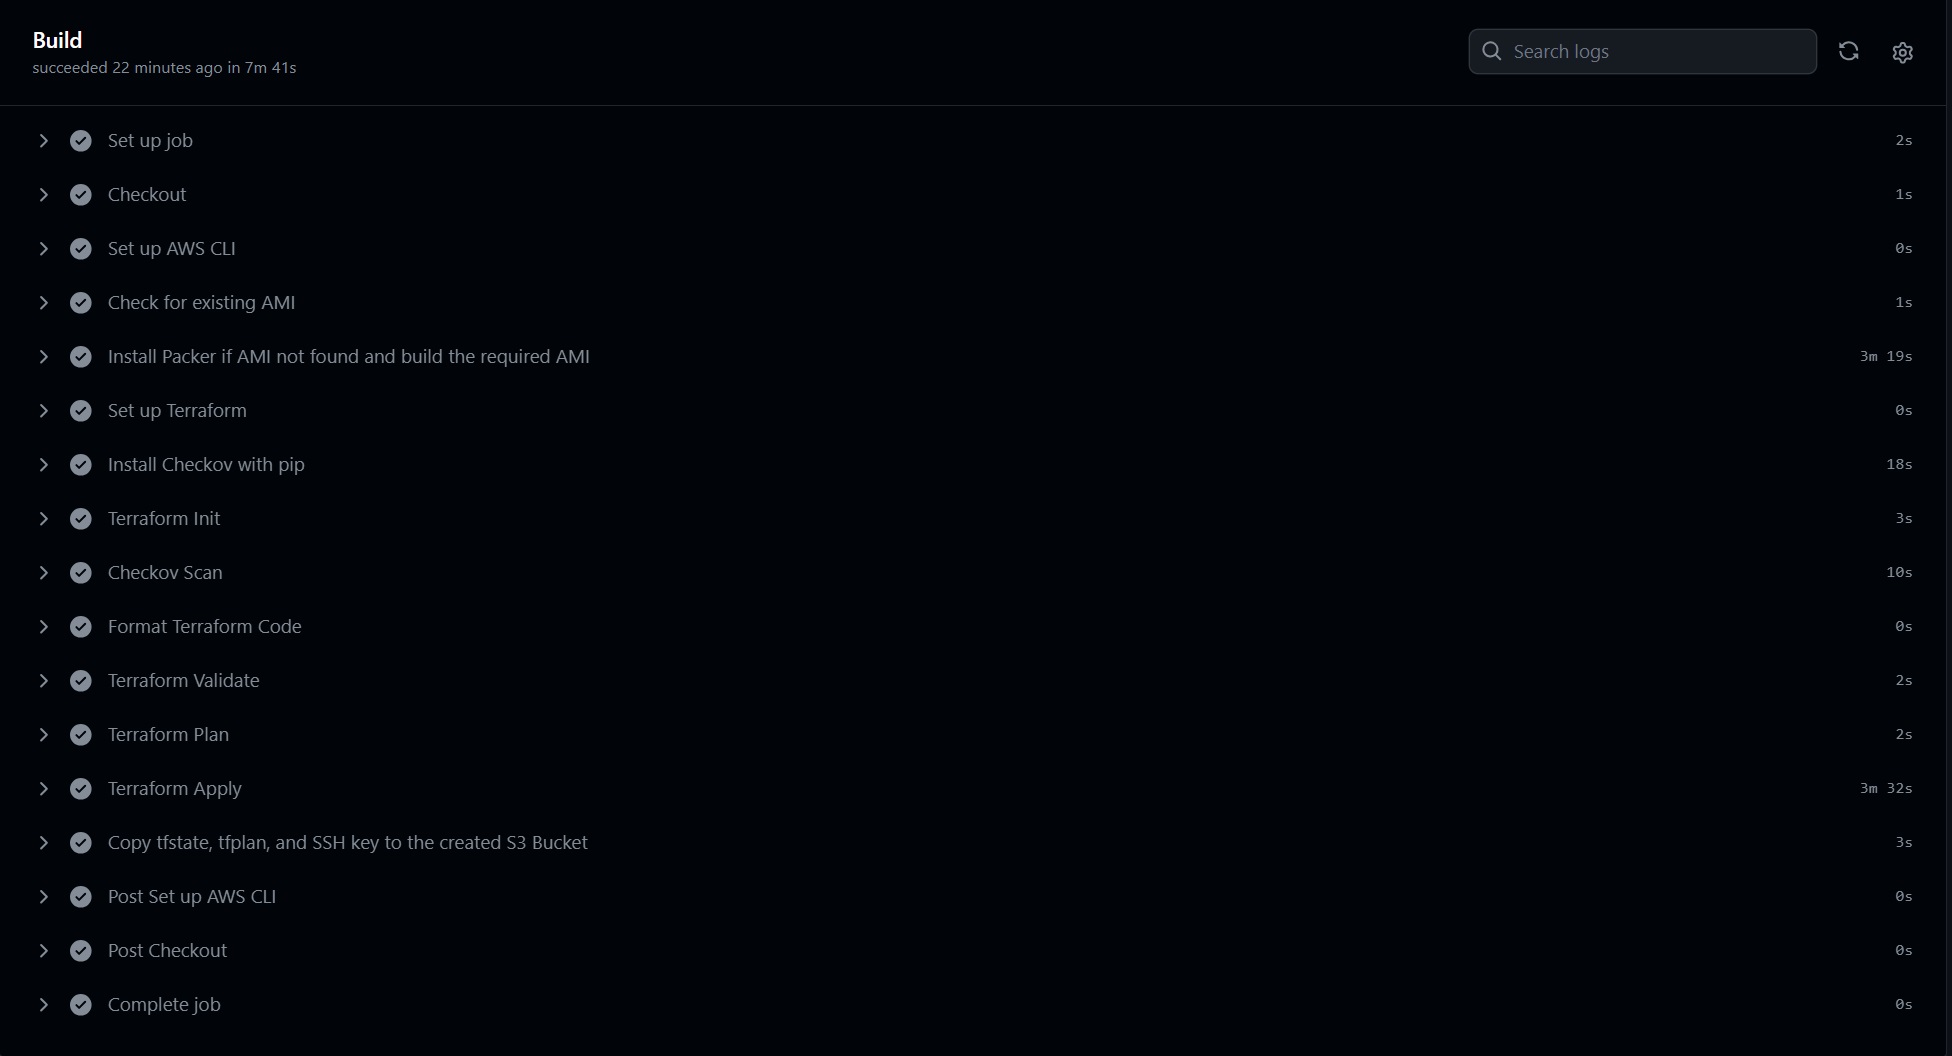 Build
succeeded 22 minutes ago in 7m 41s
Search logs
Set up job 2s
Checkout 1s
Set up AWS CLI 0s
Check for existing AMI 1s
Install Packer if AMI not found and build the required AMI 3m 19s
Set up Terraform 0s
Install Checkov with pip 18s
Terraform Init 3s
Checkov Scan 10s
Format Terraform Code 0s
Terraform Validate 2s
Terraform Plan 2s
Terraform Apply 3m 32s
Copy tfstate, tfplan, and SSH key to the created S3 Bucket 3s
Post Set up AWS CLI 0s
Post Checkout 0s
Complete job 0s